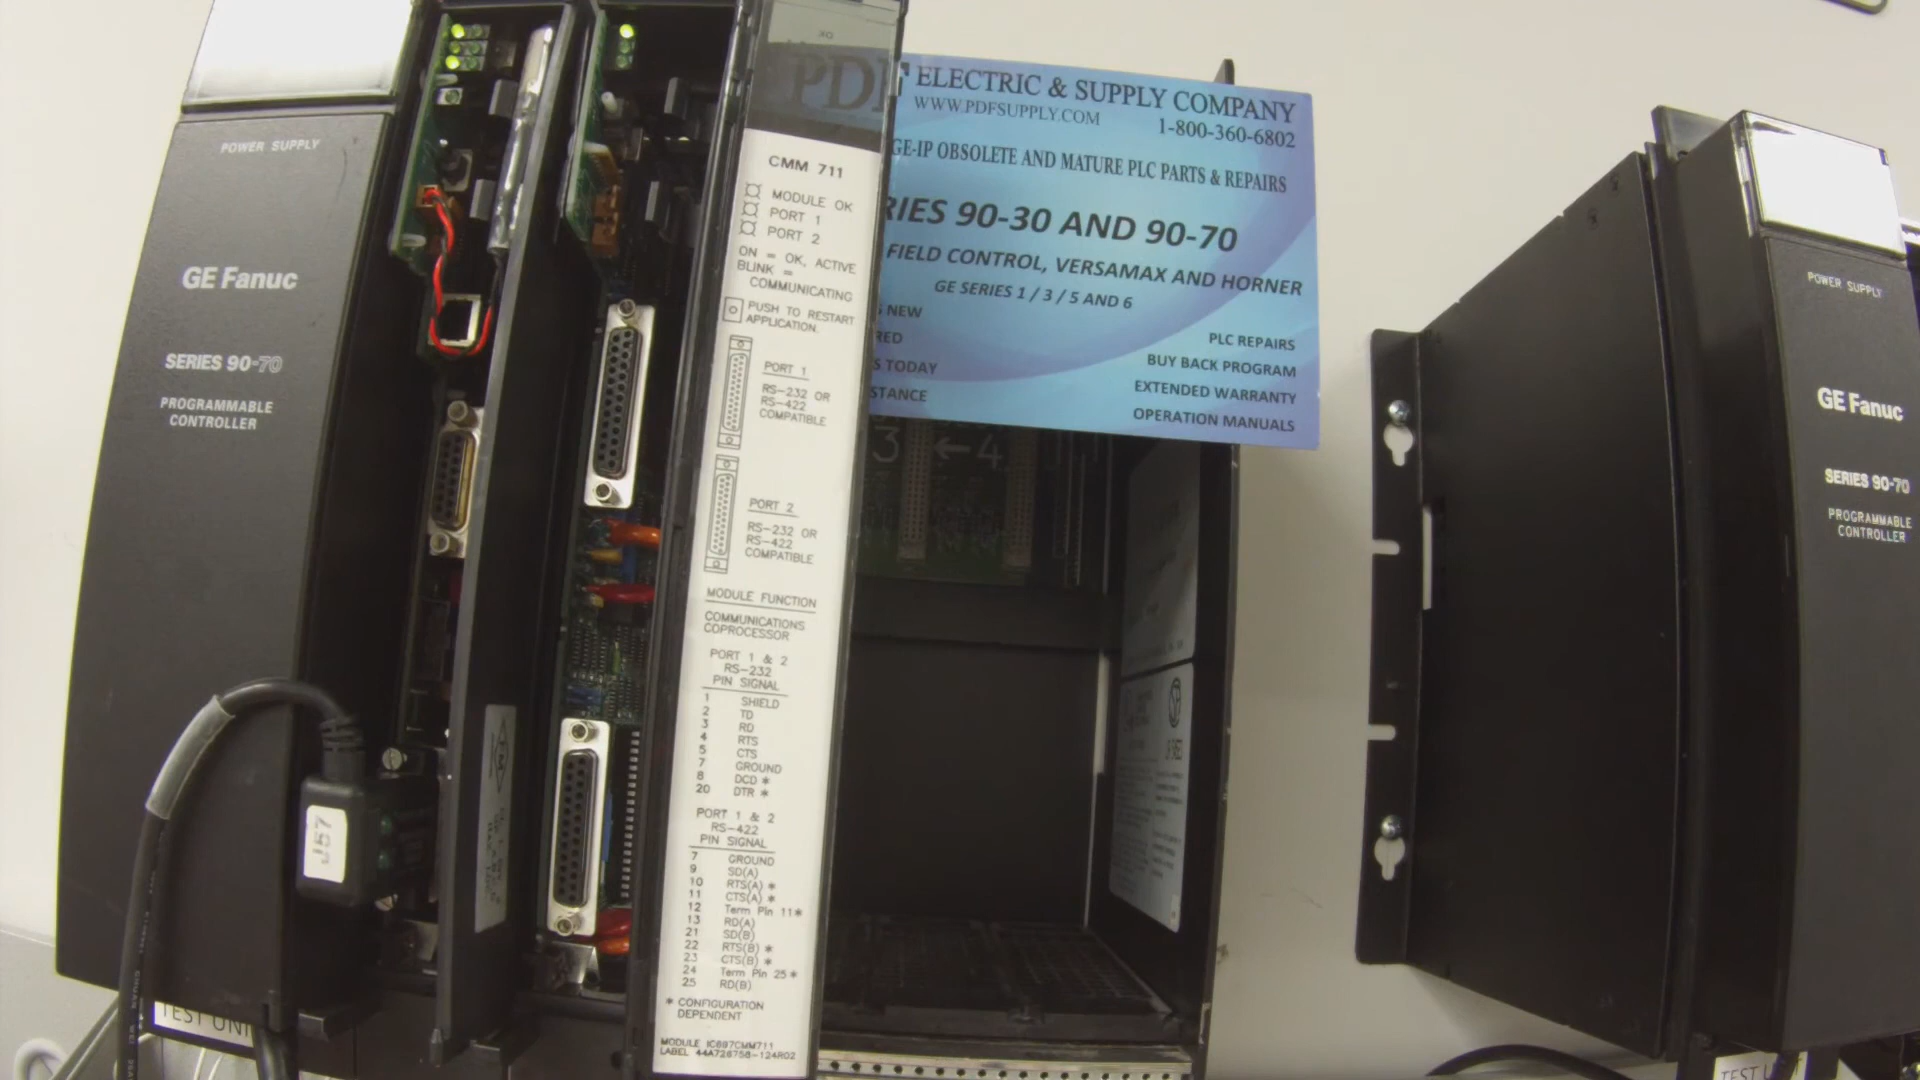 POWER SUPPLY
GE Fanuc
SERIES 90-70
PROGRAMMABLE
CONTROLLER
TEST UNI
CMM 711
MODULE OK
PORT 1
PORT 2
ON = OK, ACTIVE
BLINK =
COMMUNICATING
PUSH TO RESTART
APPLICATION.
PORT 1
RS-232 OR
RS-422
COMPATIBLE
PORT 2
RS-232 OR
RS-422
COMPATIBLE
MODULE FUNCTION
COMMUNICATIONS
COPROCESSOR
PORT 1 & 2
RS-232
PIN SIGNAL
1 SHIELD
2 TD
3 RD
4 RTS
5 CTS
7 GROUND
8 DCD *
20 DTR *
PORT 1 & 2
RS-422
PIN SIGNAL
7 GROUND
9 SD(A)
10 RTS(A) *
11 CTS(A) *
12 Term Pin 11*
13 RD(A)
21 SD(B)
22 RTS(B) *
23 CTS(B) *
24 Term Pin 25*
25 RD(B)
* CONFIGURATION
DEPENDENT
MODULE IC697CMM711
LABEL 44A726758-124R02
PDF ELECTRIC & SUPPLY COMPANY
WWW.PDFSUPPLY.COM
1-800-360-6802
GE-IP OBSOLETE AND MATURE PLC PARTS & REPAIRS
RIES 90-30 AND 90-70
FIELD CONTROL, VERSAMAX AND HORNER
GE SERIES 1 / 3 / 5 AND 6
NEW
RED
PLC REPAIRS
S TODAY
BUY BACK PROGRAM
STANCE
EXTENDED WARRANTY
OPERATION MANUALS
3 ← 4
POWER SUPPLY
GE Fanuc
SERIES 90-70
PROGRAMMABLE
CONTROLLER
TEST U